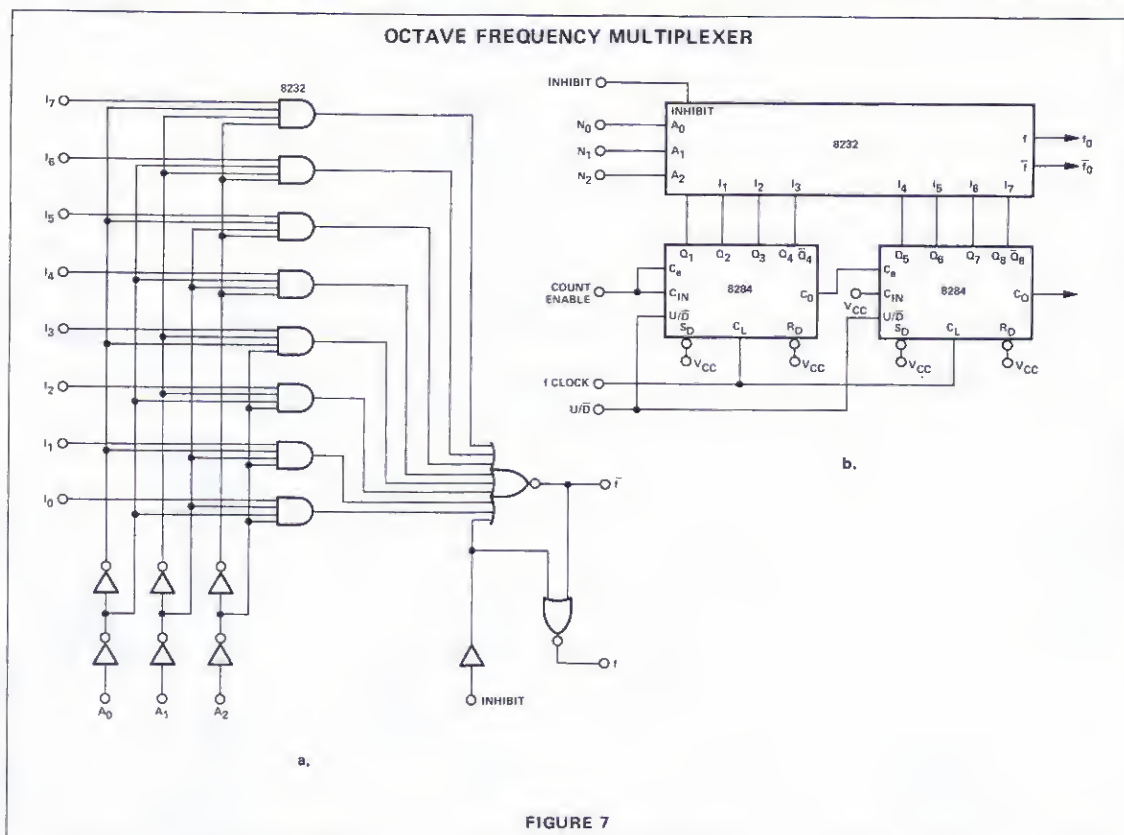 OCTAVE FREQUENCY MULTIPLEXER
8232
I7
I6
I5
I4
I3
I2
I1
I0
A0 A1 A2
INHIBIT
f̄
f
a.
INHIBIT
INHIBIT
N0 A0
N1 A1
N2 A2
8232
f f0
f̄ f̄0
I1 I2 I3 I4 I5 I6 I7
Q1 Q2 Q3 Q4 Q̄4
Q5 Q6 Q7 Q8 Q̄8
COUNT
ENABLE
Ce
CIN
U/D̄
8284
C0
SD CL RD
VCC VCC
Ce
CIN
VCC
U/D̄
8284
CO
SD CL RD
VCC VCC
f CLOCK
U/D̄
b.
FIGURE 7